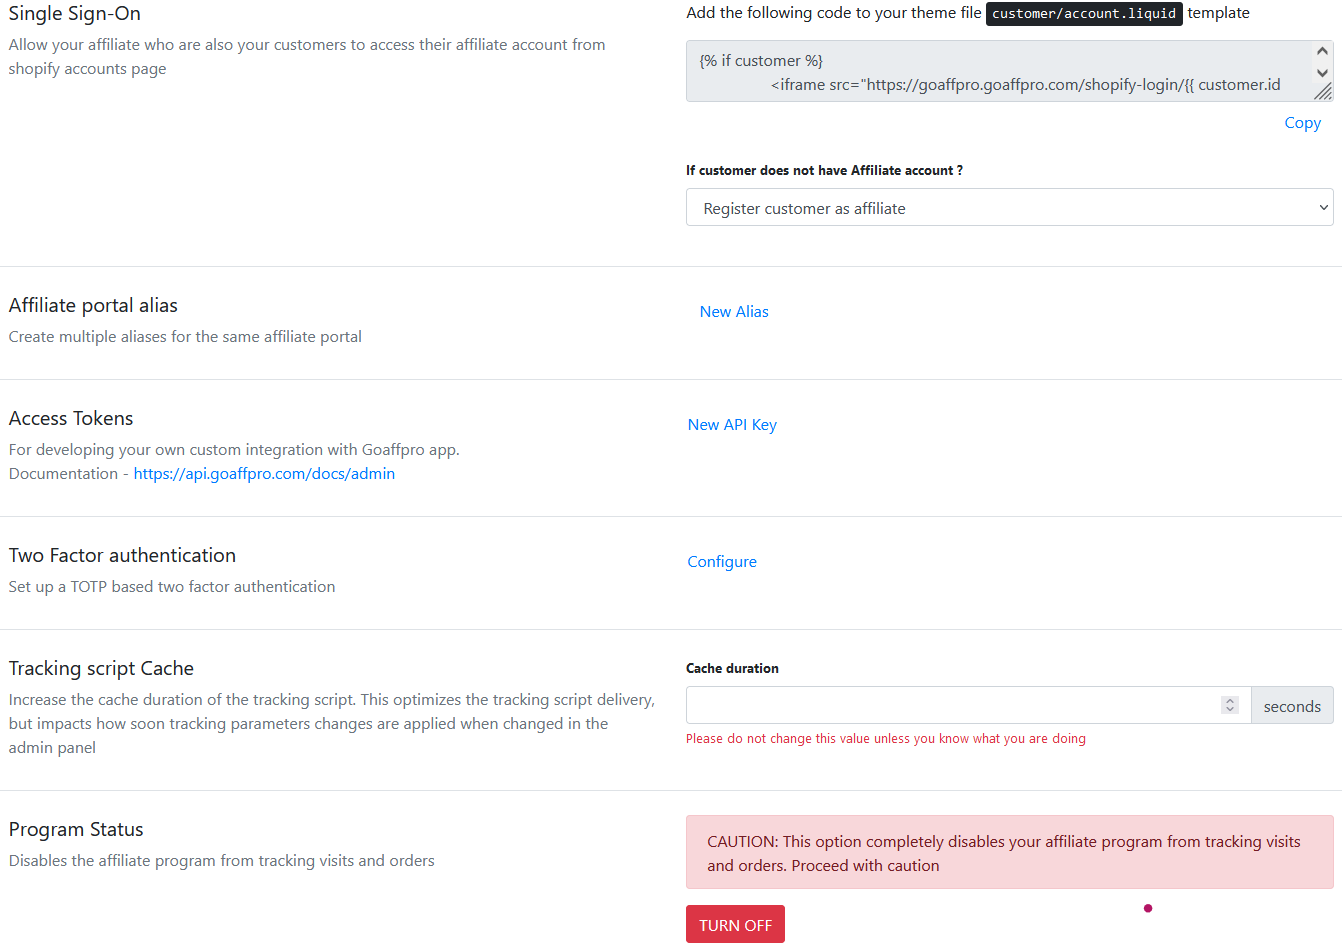 Single Sign-On
Allow your affiliate who are also your customers to access their affiliate account from
shopify accounts page
Add the following code to your theme file customer/account.liquid template
{% if customer %}
<iframe src="https://goaffpro.goaffpro.com/shopify-login/{{ customer.id
Copy
If customer does not have Affiliate account ?
Register customer as affiliate
Affiliate portal alias
Create multiple aliases for the same affiliate portal
New Alias
Access Tokens
For developing your own custom integration with Goaffpro app.
Documentation - https://api.goaffpro.com/docs/admin
New API Key
Two Factor authentication
Set up a TOTP based two factor authentication
Configure
Tracking script Cache
Increase the cache duration of the tracking script. This optimizes the tracking script delivery,
but impacts how soon tracking parameters changes are applied when changed in the
admin panel
Cache duration
seconds
Please do not change this value unless you know what you are doing
Program Status
Disables the affiliate program from tracking visits and orders
CAUTION: This option completely disables your affiliate program from tracking visits
and orders. Proceed with caution
TURN OFF